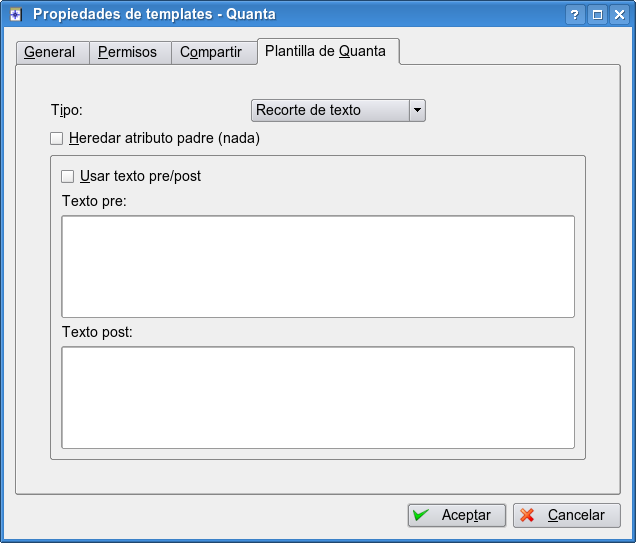 Propiedades de templates - Quanta
?
General Permisos Compartir Plantilla de Quanta
Tipo: Recorte de texto
Heredar atributo padre (nada)
Usar texto pre/post
Texto pre:
Texto post:
Aceptar Cancelar